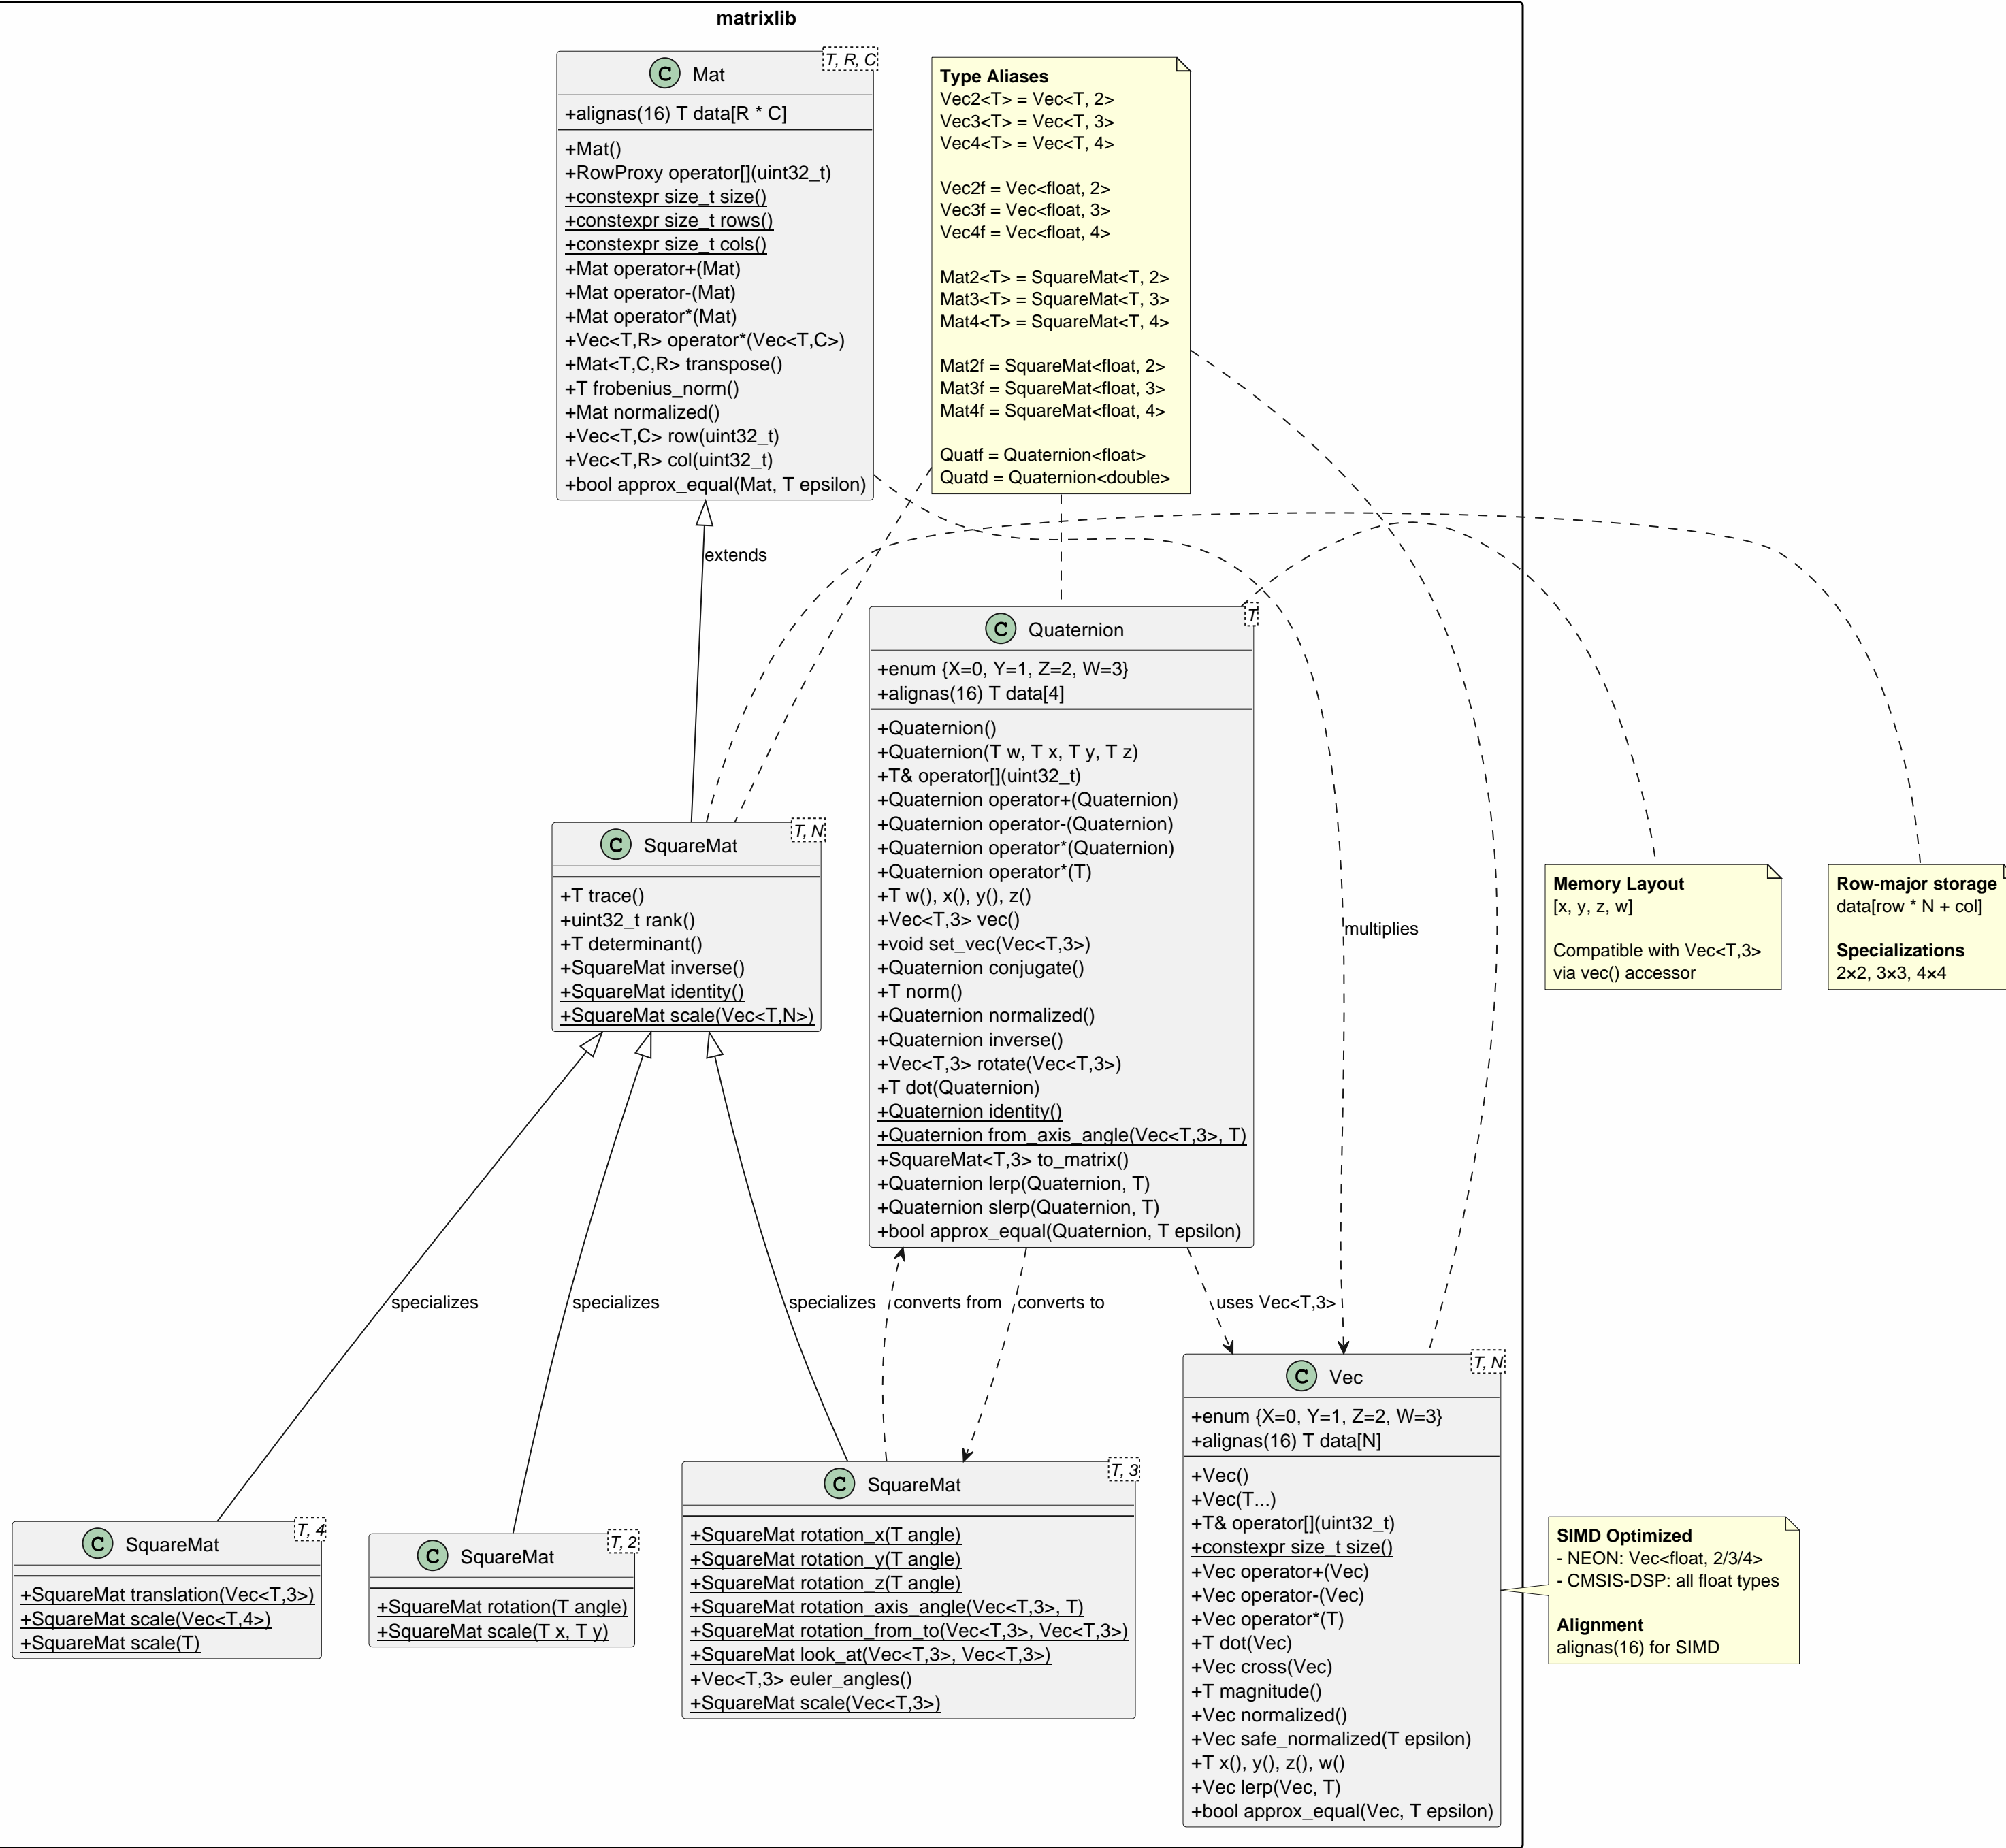 matrixlib
C Mat
T, R, C
+alignas(16) T data[R * C]
+Mat()
+RowProxy operator[](uint32_t)
+constexpr size_t size()
+constexpr size_t rows()
+constexpr size_t cols()
+Mat operator+(Mat)
+Mat operator-(Mat)
+Mat operator*(Mat)
+Vec<T,R> operator*(Vec<T,C>)
+Mat<T,C,R> transpose()
+T frobenius_norm()
+Mat normalized()
+Vec<T,C> row(uint32_t)
+Vec<T,R> col(uint32_t)
+bool approx_equal(Mat, T epsilon)
Type Aliases
Vec2<T> = Vec<T, 2>
Vec3<T> = Vec<T, 3>
Vec4<T> = Vec<T, 4>
Vec2f = Vec<float, 2>
Vec3f = Vec<float, 3>
Vec4f = Vec<float, 4>
Mat2<T> = SquareMat<T, 2>
Mat3<T> = SquareMat<T, 3>
Mat4<T> = SquareMat<T, 4>
Mat2f = SquareMat<float, 2>
Mat3f = SquareMat<float, 3>
Mat4f = SquareMat<float, 4>
Quatf = Quaternion<float>
Quatd = Quaternion<double>
extends
C Quaternion
T
+enum {X=0, Y=1, Z=2, W=3}
+alignas(16) T data[4]
+Quaternion()
+Quaternion(T w, T x, T y, T z)
+T& operator[](uint32_t)
+Quaternion operator+(Quaternion)
+Quaternion operator-(Quaternion)
+Quaternion operator*(Quaternion)
+Quaternion operator*(T)
+T w(), x(), y(), z()
+Vec<T,3> vec()
+void set_vec(Vec<T,3>)
+Quaternion conjugate()
+T norm()
+Quaternion normalized()
+Quaternion inverse()
+Vec<T,3> rotate(Vec<T,3>)
+T dot(Quaternion)
+Quaternion identity()
+Quaternion from_axis_angle(Vec<T,3>, T)
+SquareMat<T,3> to_matrix()
+Quaternion lerp(Quaternion, T)
+Quaternion slerp(Quaternion, T)
+bool approx_equal(Quaternion, T epsilon)
C SquareMat
T, N
+T trace()
+uint32_t rank()
+T determinant()
+SquareMat inverse()
+SquareMat identity()
+SquareMat scale(Vec<T,N>)
multiplies
Memory Layout
[x, y, z, w]
Compatible with Vec<T,3>
via vec() accessor
Row-major storage
data[row * N + col]
Specializations
2×2, 3×3, 4×4
specializes
specializes
specializes
converts from
converts to
uses Vec<T,3>
C SquareMat
T, 4
+SquareMat translation(Vec<T,3>)
+SquareMat scale(Vec<T,4>)
+SquareMat scale(T)
C SquareMat
T, 2
+SquareMat rotation(T angle)
+SquareMat scale(T x, T y)
C SquareMat
T, 3
+SquareMat rotation_x(T angle)
+SquareMat rotation_y(T angle)
+SquareMat rotation_z(T angle)
+SquareMat rotation_axis_angle(Vec<T,3>, T)
+SquareMat rotation_from_to(Vec<T,3>, Vec<T,3>)
+SquareMat look_at(Vec<T,3>, Vec<T,3>)
+Vec<T,3> euler_angles()
+SquareMat scale(Vec<T,3>)
C Vec
T, N
+enum {X=0, Y=1, Z=2, W=3}
+alignas(16) T data[N]
+Vec()
+Vec(T...)
+T& operator[](uint32_t)
+constexpr size_t size()
+Vec operator+(Vec)
+Vec operator-(Vec)
+Vec operator*(T)
+T dot(Vec)
+Vec cross(Vec)
+T magnitude()
+Vec normalized()
+Vec safe_normalized(T epsilon)
+T x(), y(), z(), w()
+Vec lerp(Vec, T)
+bool approx_equal(Vec, T epsilon)
SIMD Optimized
- NEON: Vec<float, 2/3/4>
- CMSIS-DSP: all float types
Alignment
alignas(16) for SIMD